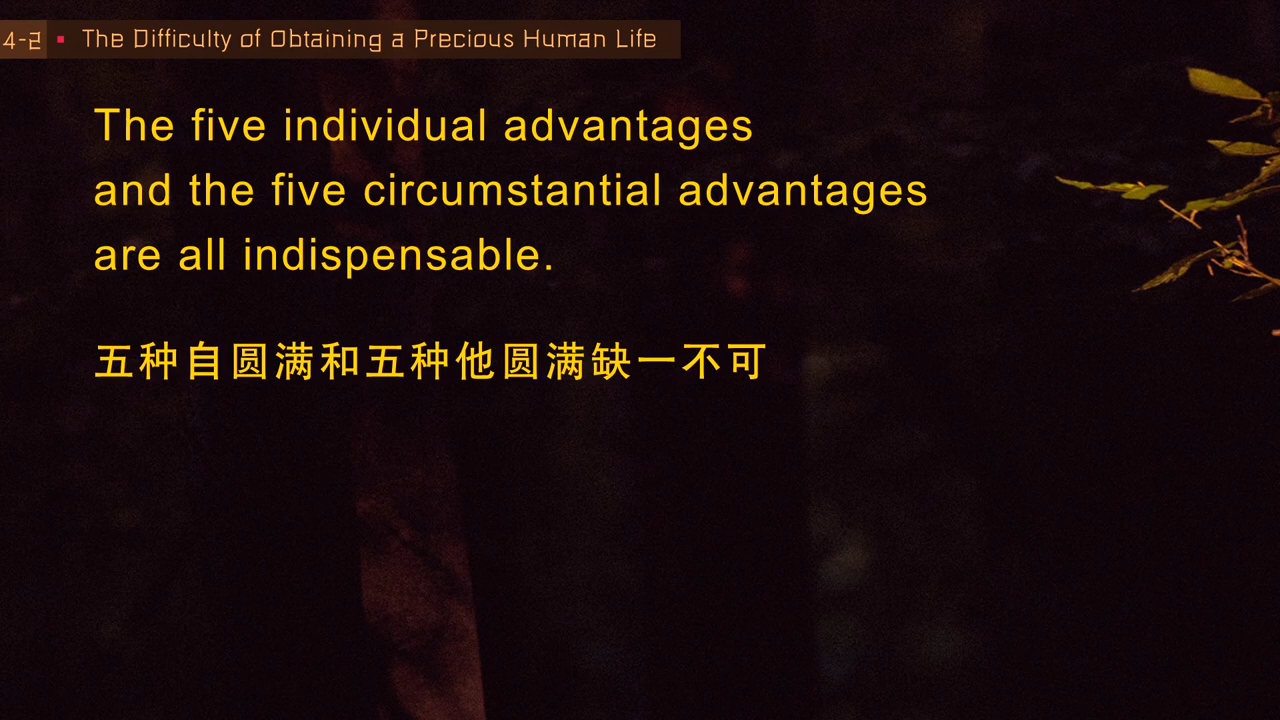 4-2 ▪ The Difficulty of Obtaining a Precious Human Life
The five individual advantages
and the five circumstantial advantages
are all indispensable.
五种自圆满和五种他圆满缺一不可